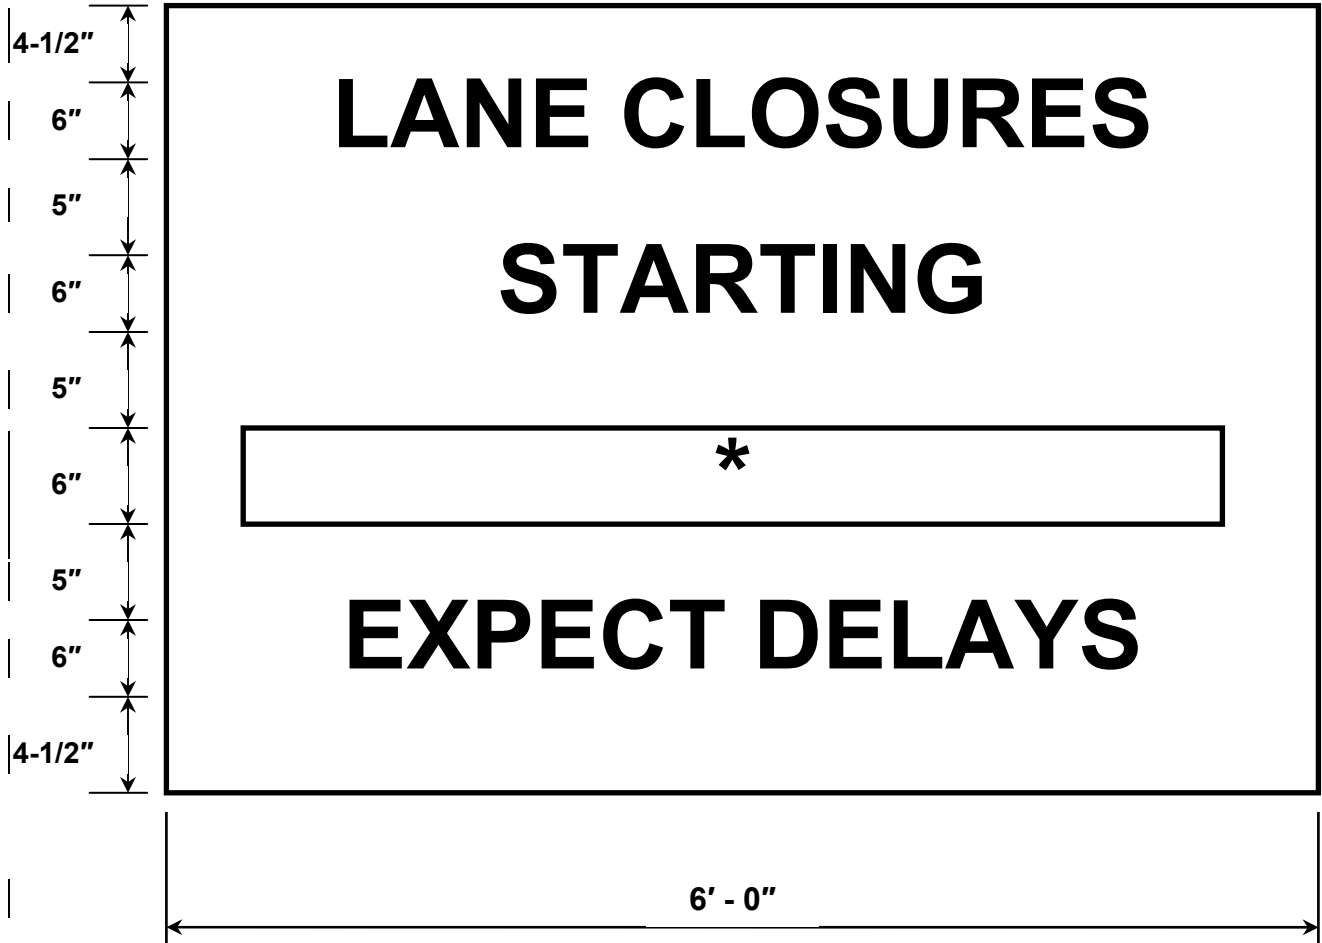 4-1/2″
LANE CLOSURES
6″
5″
STARTING
6″
5″
*
6″
5″
EXPECT DELAYS
6″
4-1/2″
6′ - 0″